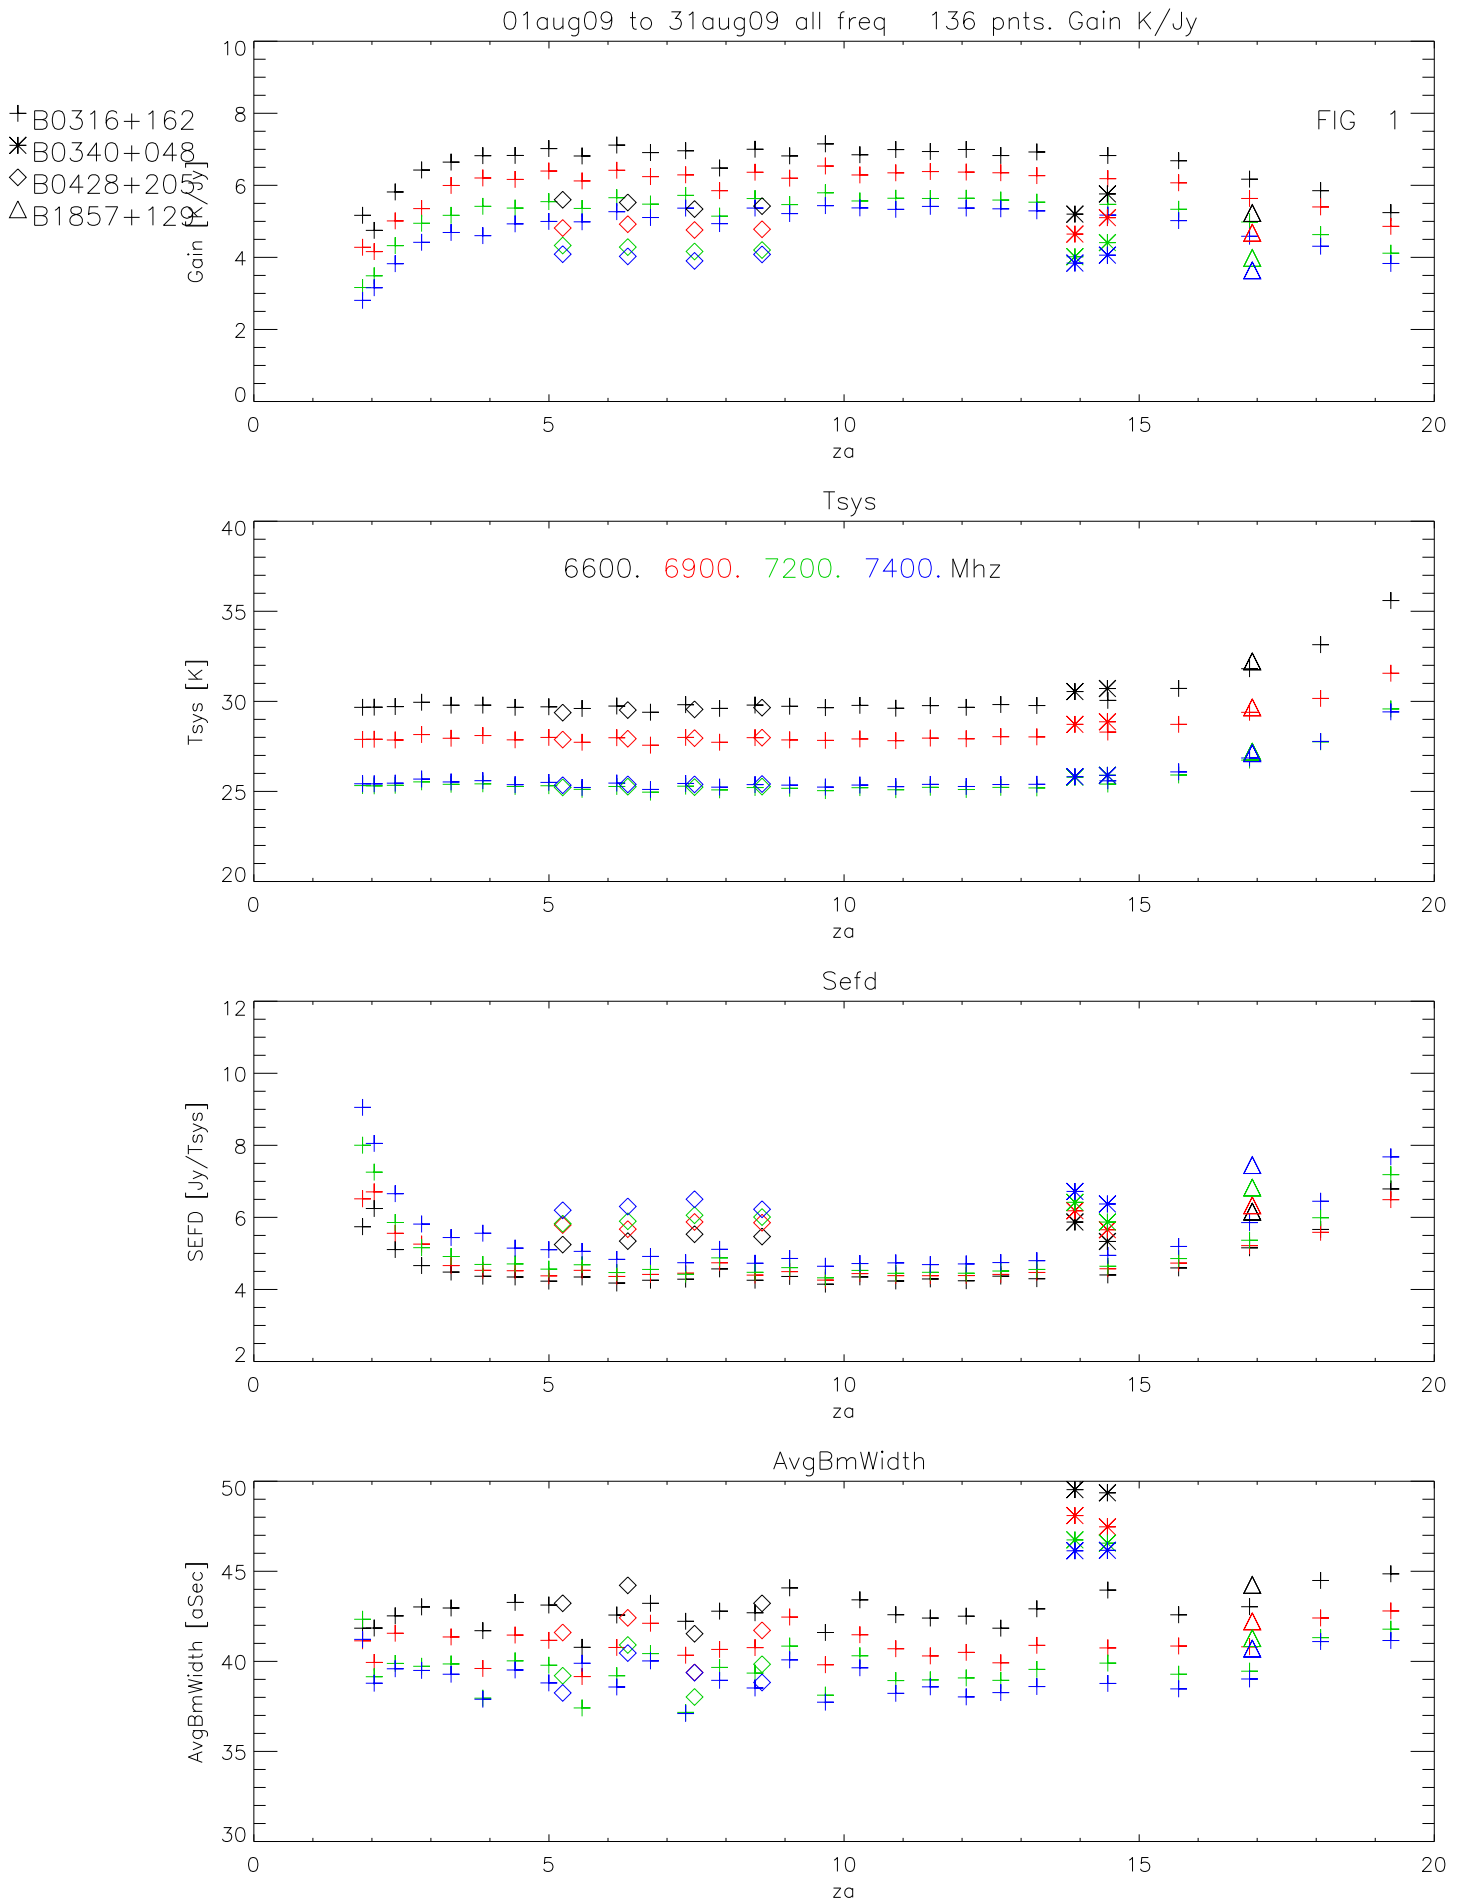 01aug09 to 31aug09 all freq 136 pnts. Gain K/Jy
B0316+162
B0340+048
B0428+205
B1857+129
FIG 1
Gain [K/Jy]
10
8
6
4
2
0
0 5 10 15 20
za
Tsys
6600. 6900. 7200. 7400. Mhz
Tsys [K]
40
35
30
25
20
0 5 10 15 20
za
Sefd
SEFD [Jy/Tsys]
12
10
8
6
4
2
0 5 10 15 20
za
AvgBmWidth
AvgBmWidth [aSec]
50
45
40
35
30
0 5 10 15 20
za